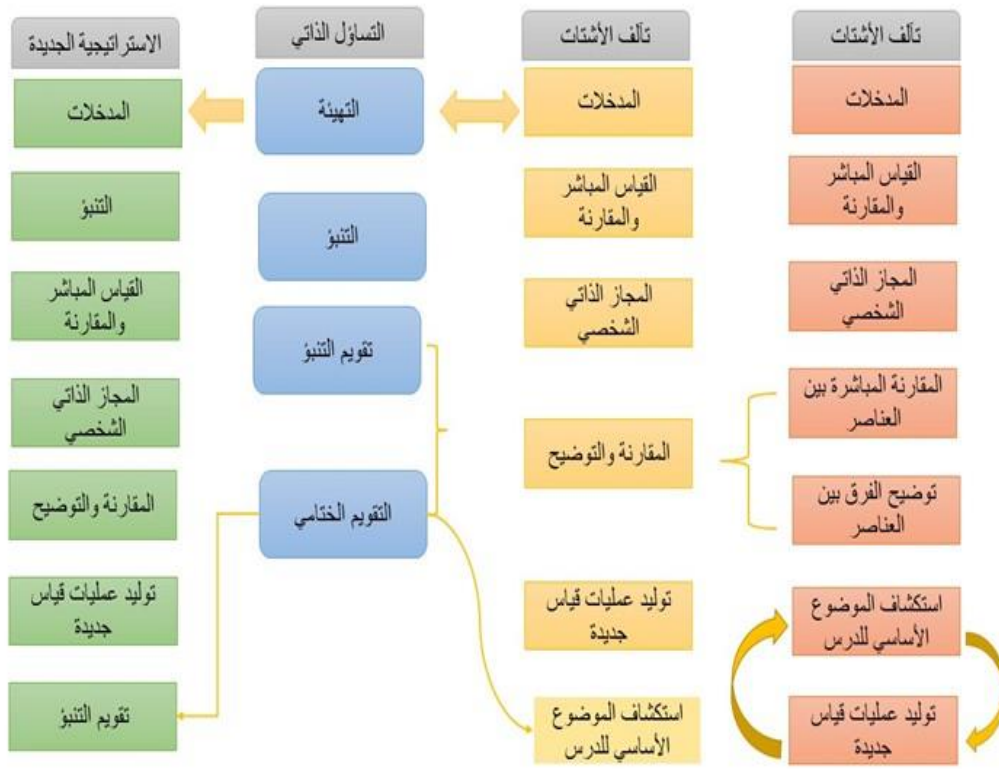 تآلف الأشتات
المدخلات
القياس المباشر
والمقارنة
المجاز الذاتي
الشخصي
المقارنة المباشرة بين
العناصر
توضيح الفرق بين
العناصر
استكشاف الموضوع
الأساسي للدرس
توليد عمليات قياس
جديدة
تآلف الأشتات
المدخلات
القياس المباشر
والمقارنة
المجاز الذاتي
الشخصي
المقارنة والتوضيح
توليد عمليات قياس
جديدة
استكشاف الموضوع
الأساسي للدرس
التساؤل الذاتي
التهيئة
التنبؤ
تقويم التنبؤ
التقويم الختامي
الاستراتيجية الجديدة
المدخلات
التنبؤ
القياس المباشر
والمقارنة
المجاز الذاتي
الشخصي
المقارنة والتوضيح
توليد عمليات قياس
جديدة
تقويم التنبؤ